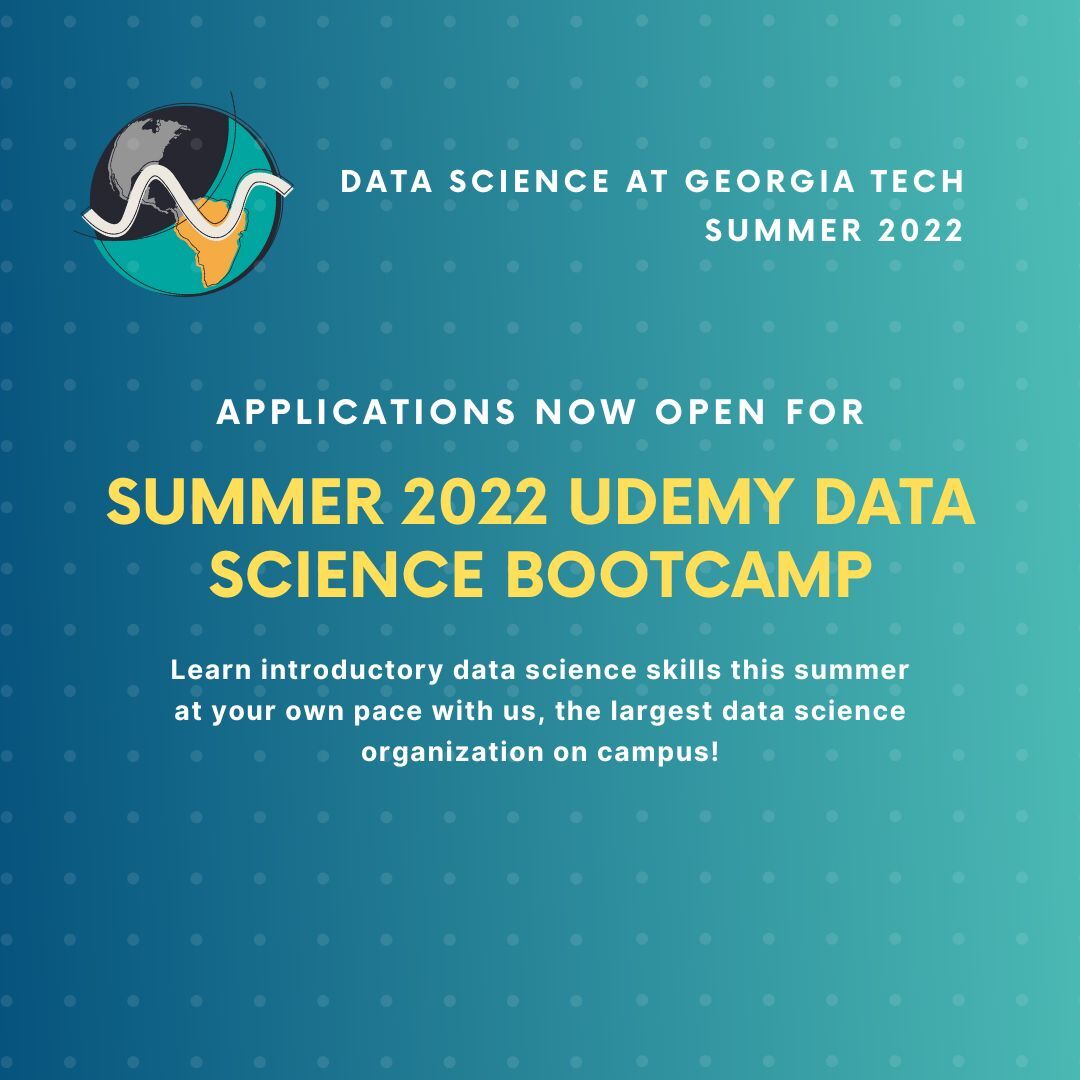 DATA SCIENCE AT GEORGIA TECH
SUMMER 2022
APPLICATIONS NOW OPEN FOR
SUMMER 2022 UDEMY DATA
SCIENCE BOOTCAMP
Learn introductory data science skills this summer
at your own pace with us, the largest data science
organization on campus!